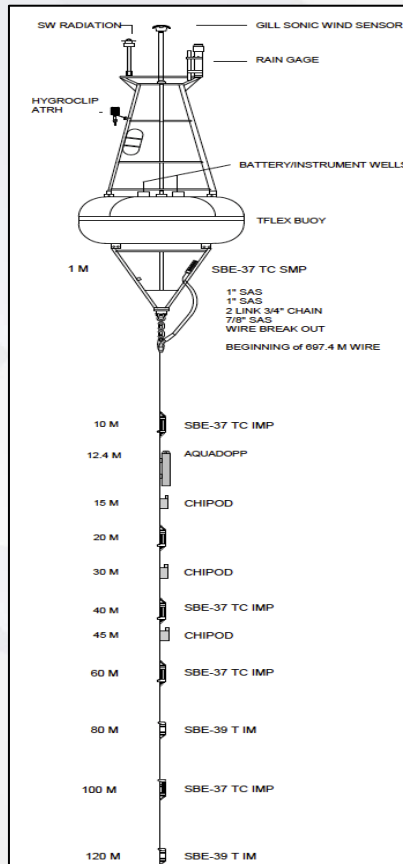 SW RADIATION
GILL SONIC WIND SENSOR
RAIN GAGE
HYGROCLIP
ATRH
BATTERY/INSTRUMENT WELLS
TFLEX BUOY
1 M
SBE-37 TC SMP
1" SAS
1" SAS
2 LINK 3/4" CHAIN
7/8" SAS
WIRE BREAK OUT
BEGINNING of 697.4 M WIRE
10 M SBE-37 TC IMP
12.4 M AQUADOPP
15 M CHIPOD
20 M
30 M CHIPOD
40 M SBE-37 TC IMP
45 M CHIPOD
60 M SBE-37 TC IMP
80 M SBE-39 T IM
100 M SBE-37 TC IMP
120 M SBE-39 T IM